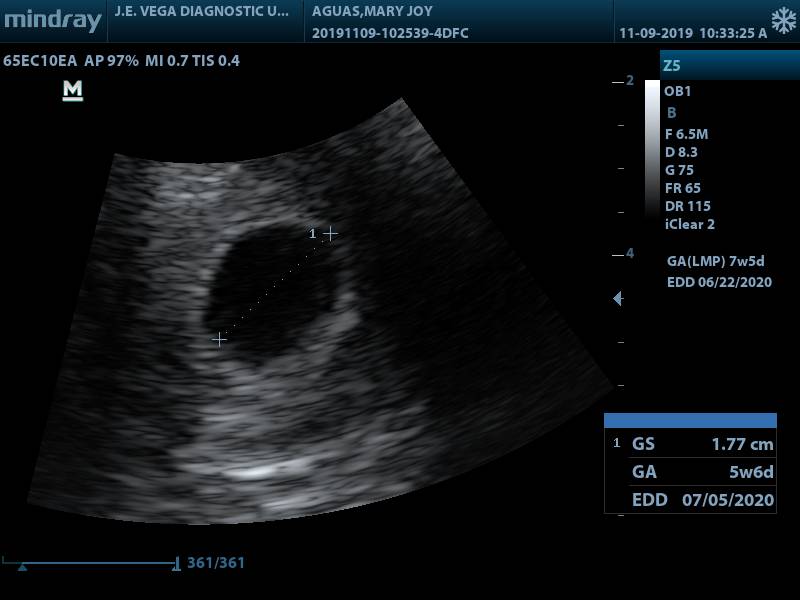 mindray
J.E. VEGA DIAGNOSTIC U...
AGUAS,MARY JOY
20191109-102539-4DFC
11-09-2019 10:33:25 A
65EC10EA AP 97% MI 0.7 TIS 0.4
M
Z5
2
OB1
B
F 6.5M
D 8.3
G 75
FR 65
DR 115
iClear 2
1
4
GA(LMP) 7w5d
EDD 06/22/2020
1 GS 1.77 cm
GA 5w6d
EDD 07/05/2020
361/361